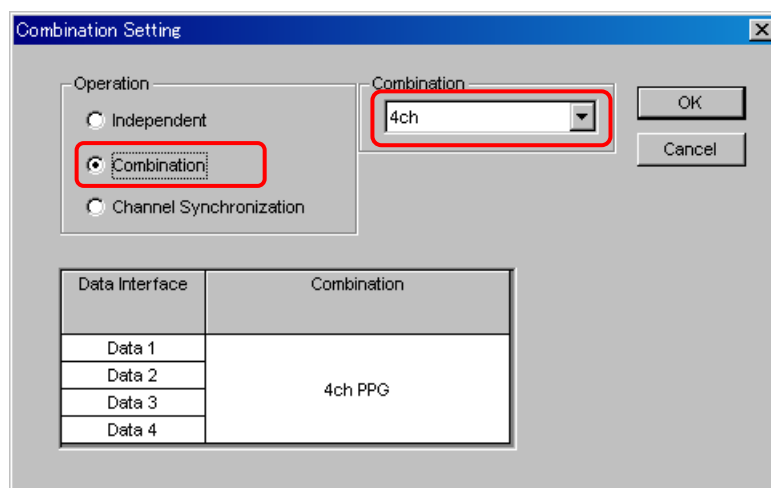 Combination Setting
Operation
Independent
Combination
Channel Synchronization
Combination
4ch
OK
Cancel
Data Interface
Combination
Data 1
Data 2
Data 3
Data 4
4ch PPG